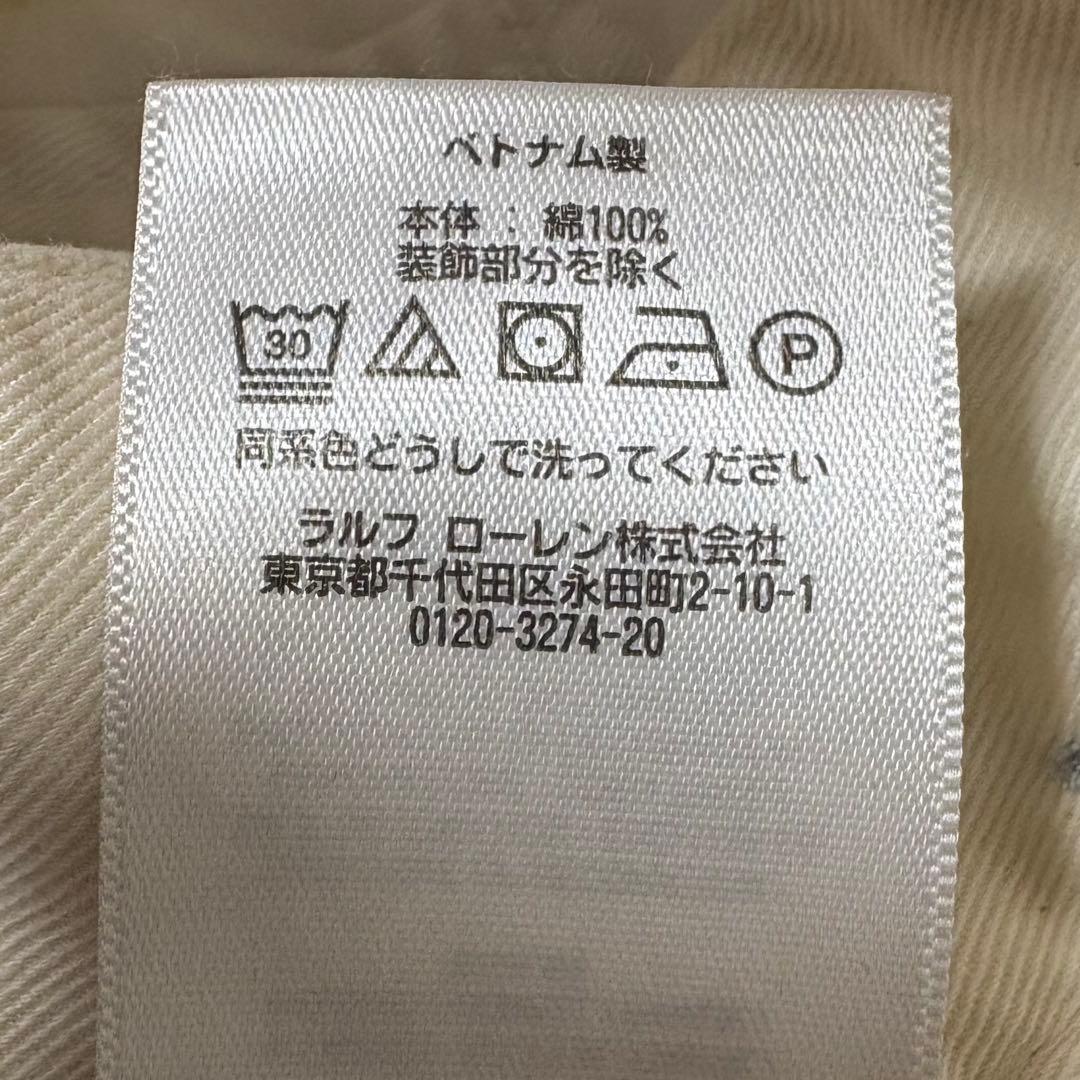 ベトナム製
本体 : 綿100%
装飾部分を除く
30 P
同系色どうしで洗ってください
ラルフ ローレン株式会社
東京都千代田区永田町2-10-1
0120-3274-20